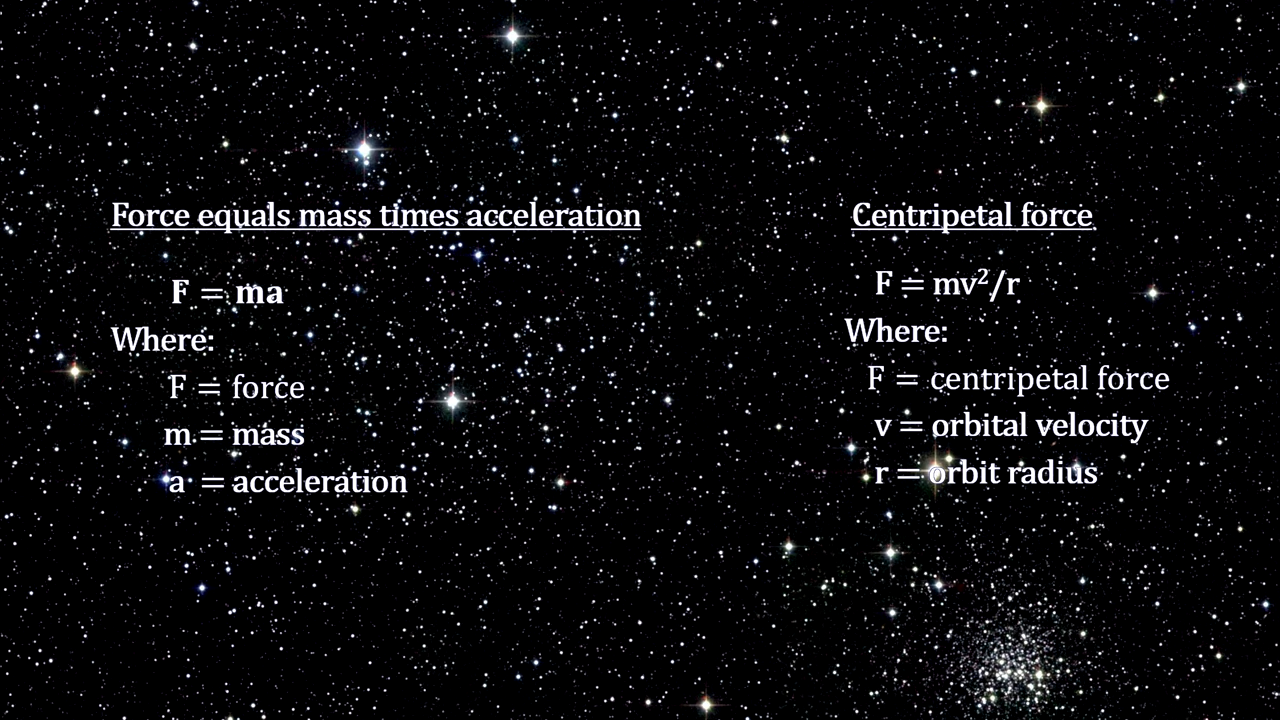 Force equals mass times acceleration
F = ma
Where:
F = force
m = mass
a = acceleration
Centripetal force
F = mv²/r
Where:
F = centripetal force
v = orbital velocity
r = orbit radius